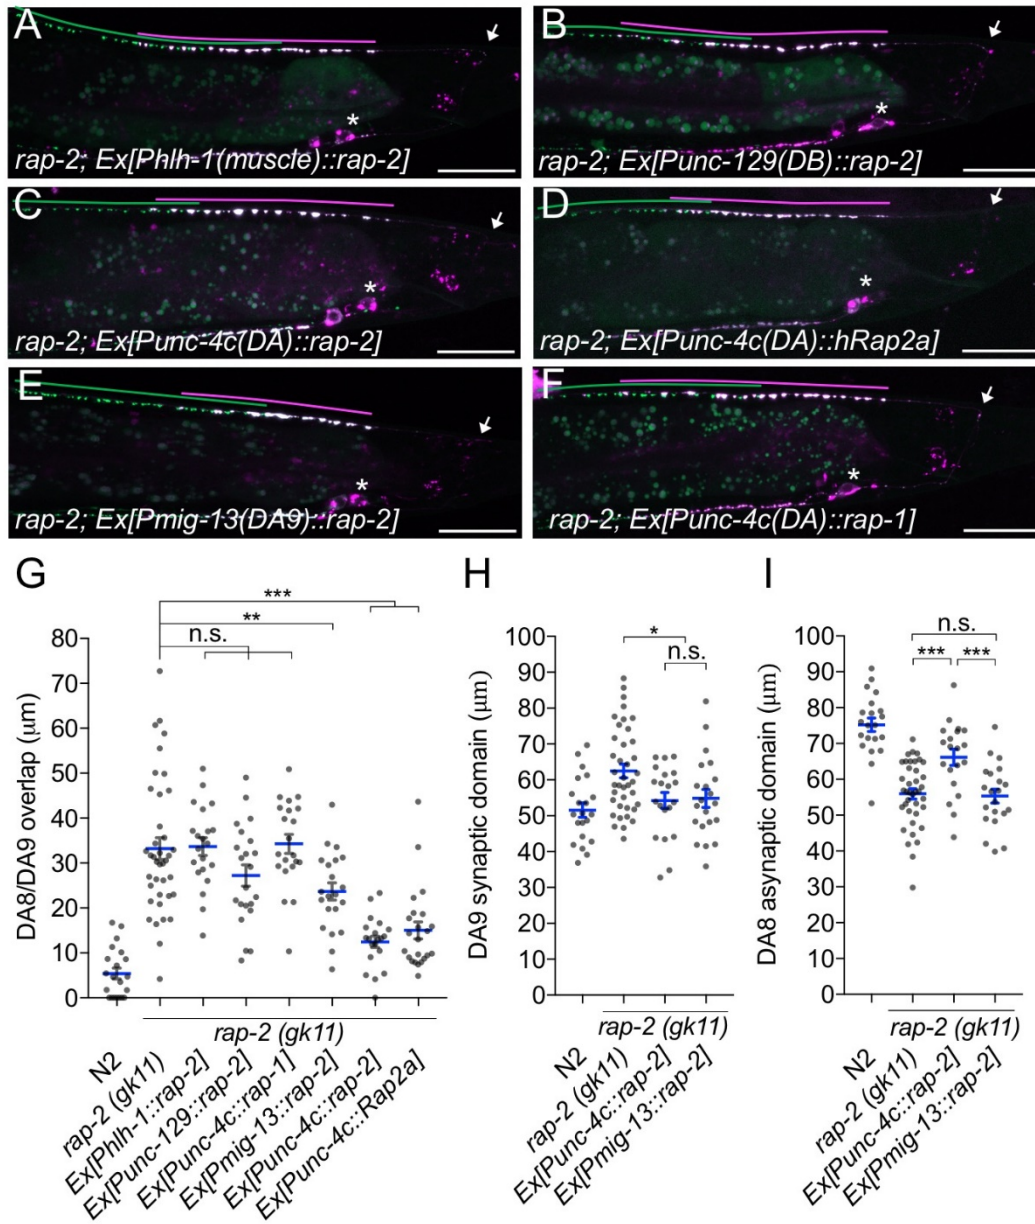 A
*
rap-2; Ex[Phlh-1(muscle)::rap-2]
B
*
rap-2; Ex[Punc-129(DB)::rap-2]
C
*
rap-2; Ex[Punc-4c(DA)::rap-2]
D
*
rap-2; Ex[Punc-4c(DA)::hRap2a]
E
*
rap-2; Ex[Pmig-13(DA9)::rap-2]
F
*
rap-2; Ex[Punc-4c(DA)::rap-1]
G
DA8/DA9 overlap (μm)
80
70
60
50
40
30
20
10
0
***
**
n.s.
rap-2 (gk11)
N2
rap-2 (gk11)
Ex[Phlh-1::rap-2]
Ex[Punc-129::rap-2]
Ex[Punc-4c::rap-1]
Ex[Pmig-13::rap-2]
Ex[Punc-4c::rap-2]
Ex[Punc-4c::Rap2a]
H
DA9 synaptic domain (μm)
100
90
80
70
60
50
40
30
20
10
0
*
n.s.
rap-2 (gk11)
N2
rap-2 (gk11)
Ex[Punc-4c::rap-2]
Ex[Pmig-13::rap-2]
I
DA8 asynaptic domain (μm)
100
90
80
70
60
50
40
30
20
10
0
n.s.
*** ***
rap-2 (gk11)
N2
rap-2 (gk11)
Ex[Punc-4c::rap-2]
Ex[Pmig-13::rap-2]